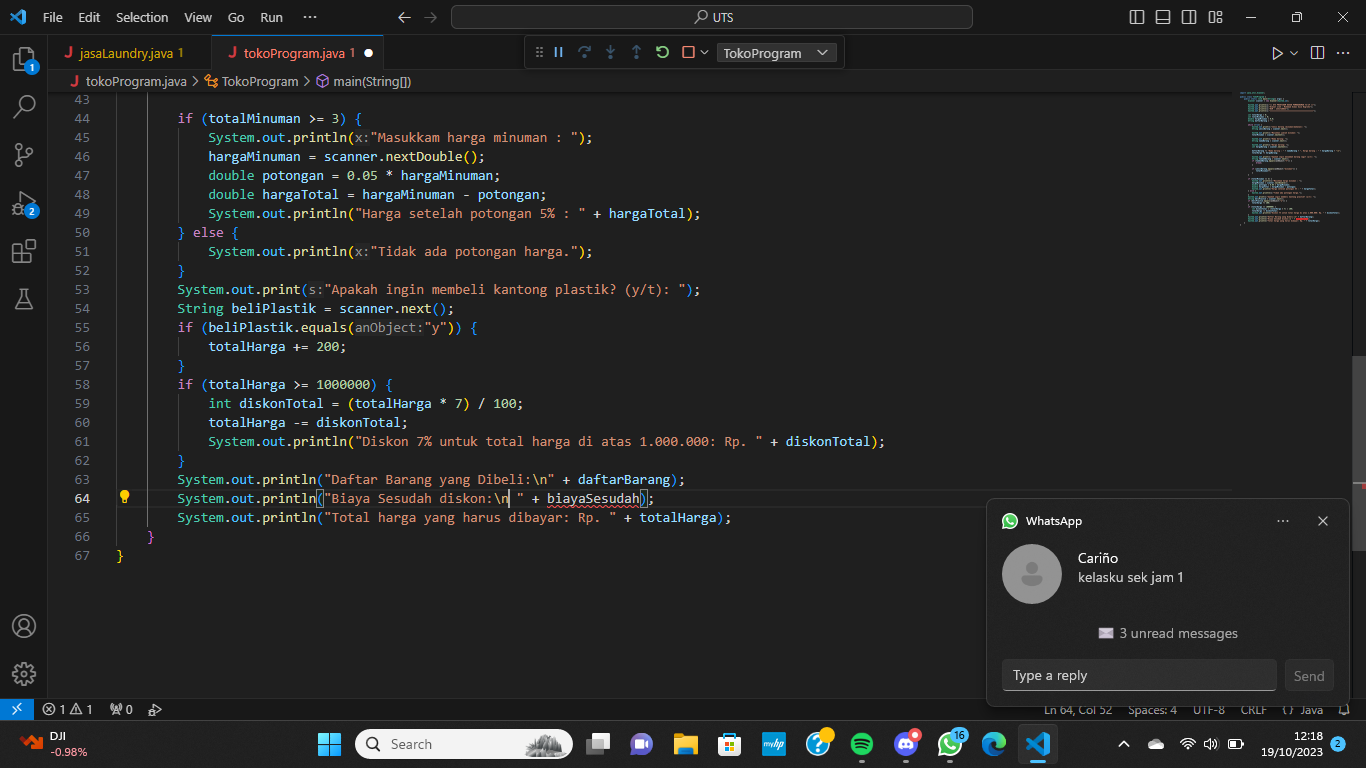 File Edit Selection View Go Run ··· UTS
jasaLaundry.java 1 tokoProgram.java 1 TokoProgram
tokoProgram.java > TokoProgram > main(String[])
43
44 if (totalMinuman >= 3) {
45 System.out.println(x:"Masukkam harga minuman : ");
46 hargaMinuman = scanner.nextDouble();
47 double potongan = 0.05 * hargaMinuman;
48 double hargaTotal = hargaMinuman - potongan;
49 System.out.println("Harga setelah potongan 5% : " + hargaTotal);
50 } else {
51 System.out.println(x:"Tidak ada potongan harga.");
52 }
53 System.out.print(s:"Apakah ingin membeli kantong plastik? (y/t): ");
54 String beliPlastik = scanner.next();
55 if (beliPlastik.equals(anObject:"y")) {
56 totalHarga += 200;
57 }
58 if (totalHarga >= 1000000) {
59 int diskonTotal = (totalHarga * 7) / 100;
60 totalHarga -= diskonTotal;
61 System.out.println("Diskon 7% untuk total harga di atas 1.000.000: Rp. " + diskonTotal);
62 }
63 System.out.println("Daftar Barang yang Dibeli:\n" + daftarBarang);
64 System.out.println("Biaya Sesudah diskon:\n " + biayaSesudah);
65 System.out.println("Total harga yang harus dibayar: Rp. " + totalHarga);
66 }
67 }
1
2
WhatsApp ···
Cariño
kelasku sek jam 1
3 unread messages
Type a reply Send
1 1 0 Ln 64, Col 52 Spaces: 4 UTF-8 CRLF {} Java
DJI
-0.98%
Search
myhp
16
12:18
19/10/2023
2